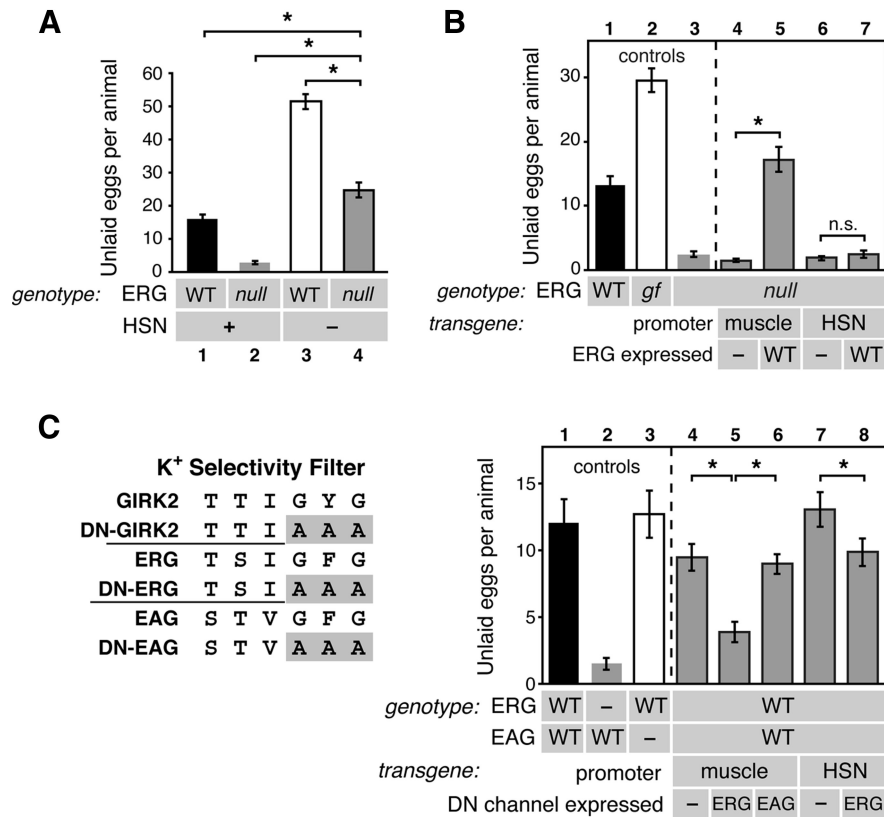 A
*
*
*
Unlaid eggs per animal
60
50
40
30
20
10
0
genotype: ERG WT null WT null
HSN + –
1 2 3 4
B
1 2 3 4 5 6 7
controls
*
n.s.
Unlaid eggs per animal
30
20
10
0
genotype: ERG WT gf null
transgene: promoter muscle HSN
ERG expressed – WT – WT
C
K+ Selectivity Filter
GIRK2 T T I G Y G
DN-GIRK2 T T I A A A
ERG T S I G F G
DN-ERG T S I A A A
EAG S T V G F G
DN-EAG S T V A A A
1 2 3 4 5 6 7 8
controls
* * *
Unlaid eggs per animal
15
10
5
0
genotype: ERG WT – WT WT
EAG WT WT – WT
transgene: promoter muscle HSN
DN channel expressed – ERG EAG – ERG